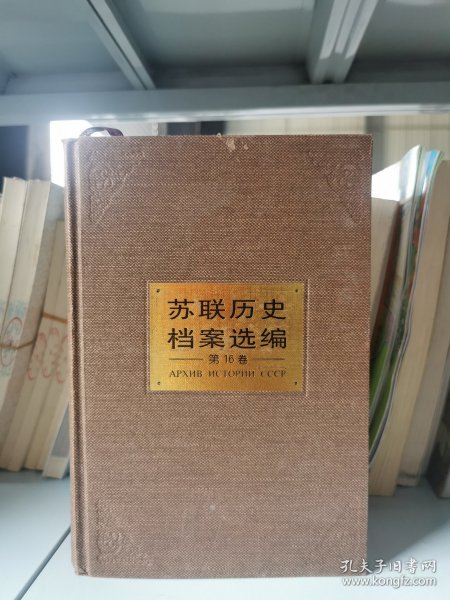 苏联历史
档案选编
第16卷
АРХИВ ИСТОРИИ СССР
孔夫子旧书网
www.kongfz.com